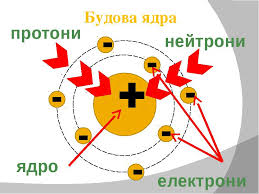 Будова ядра
протони
нейтрони
+
-
-
-
-
-
-
ядро
електрони